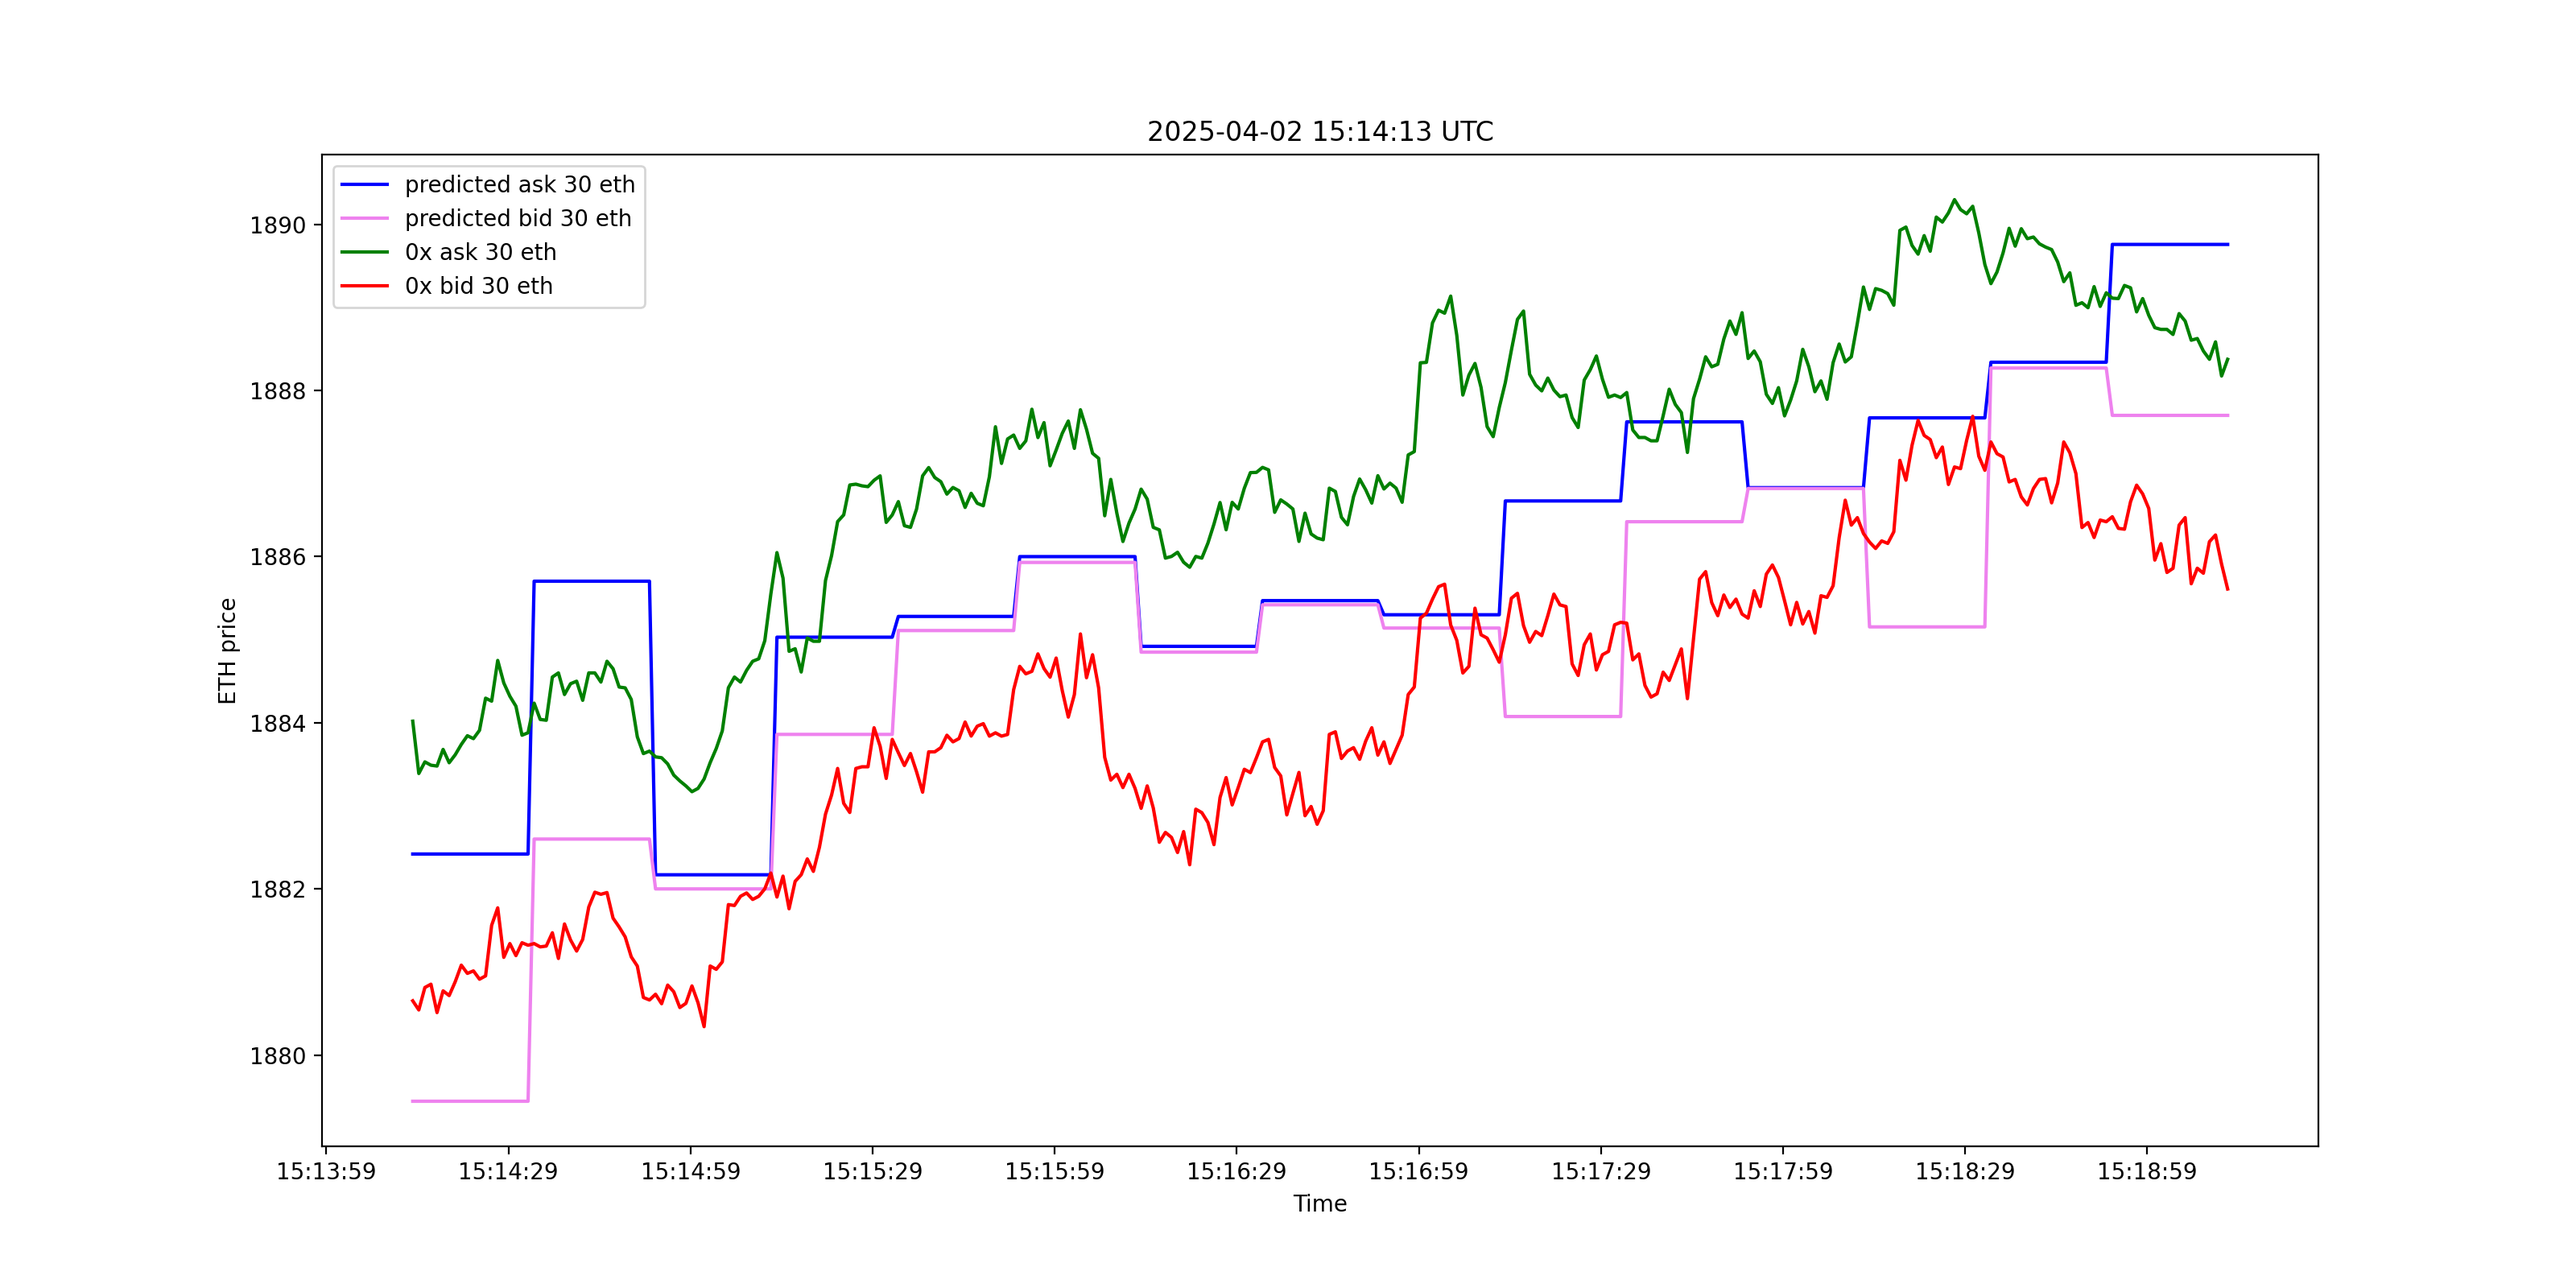 2025-04-02 15:14:13 UTC
predicted ask 30 eth
predicted bid 30 eth
0x ask 30 eth
0x bid 30 eth
1890
1888
1886
1884
1882
1880
ETH price
15:13:59 15:14:29 15:14:59 15:15:29 15:15:59 15:16:29 15:16:59 15:17:29 15:17:59 15:18:29 15:18:59
Time